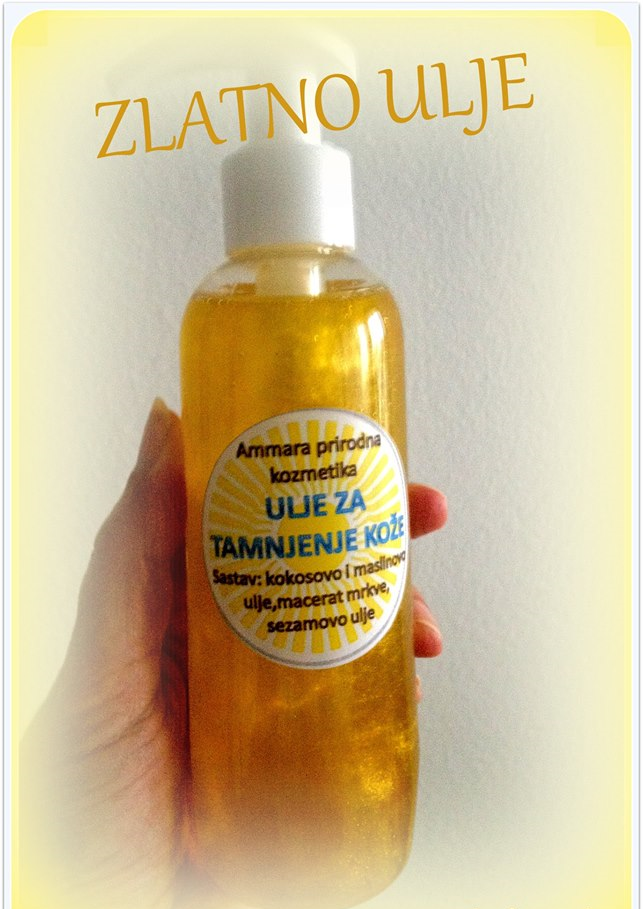 ZLATNO ULJE
Ammara prirodna
kozmetika
ULJE ZA
TAMNJENJE KOŽE
Sastav: kokosovo i maslinovo
ulje,macerat mrkve,
sezamovo ulje